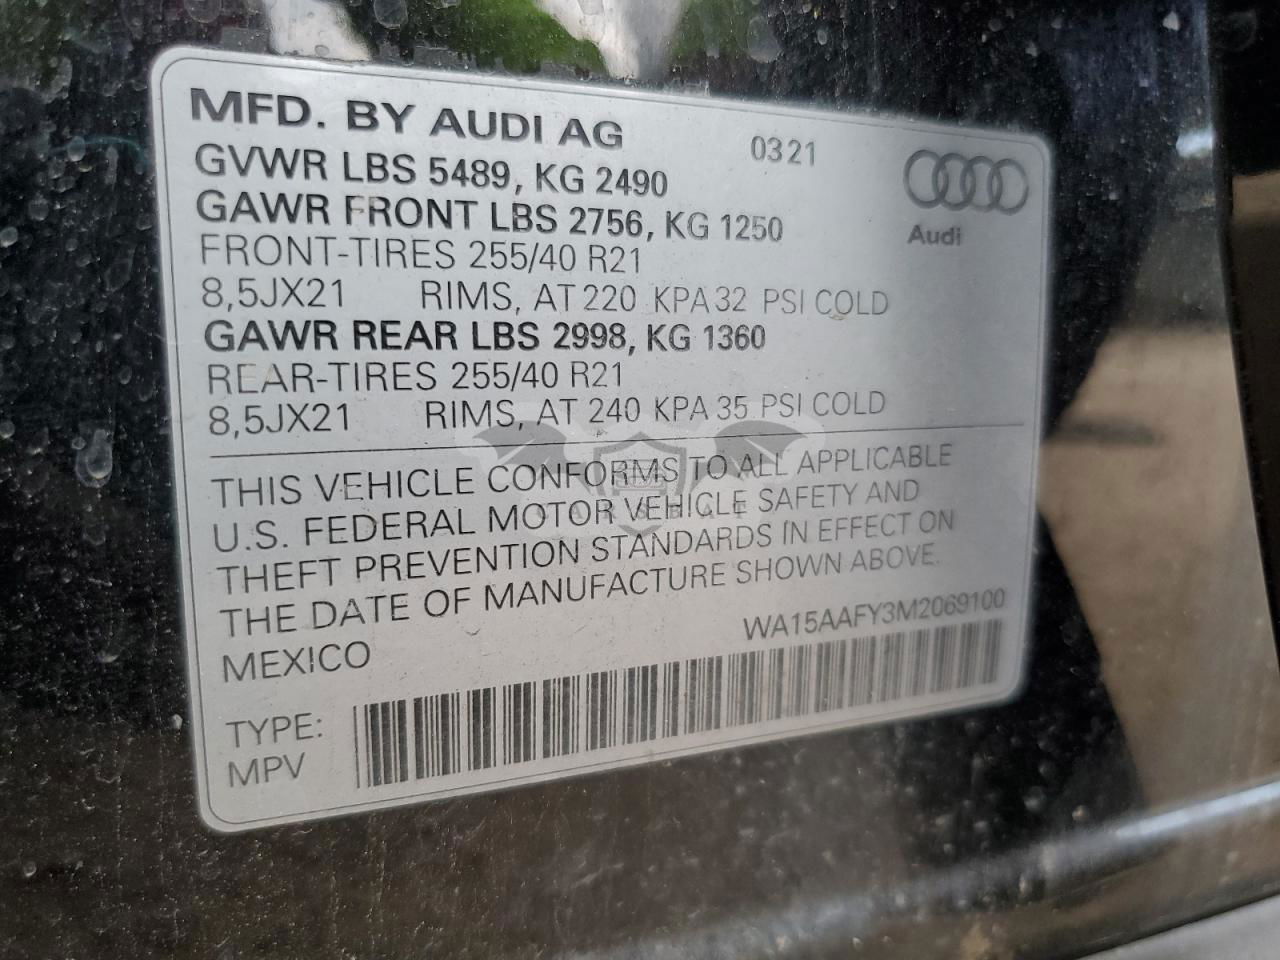 MFD. BY AUDI AG 0321
GVWR LBS 5489, KG 2490
GAWR FRONT LBS 2756, KG 1250
Audi
FRONT-TIRES 255/40 R21
8,5JX21 RIMS, AT 220 KPA 32 PSI COLD
GAWR REAR LBS 2998, KG 1360
REAR-TIRES 255/40 R21
8,5JX21 RIMS, AT 240 KPA 35 PSI COLD
THIS VEHICLE CONFORMS TO ALL APPLICABLE
U.S. FEDERAL MOTOR VEHICLE SAFETY AND
THEFT PREVENTION STANDARDS IN EFFECT ON
THE DATE OF MANUFACTURE SHOWN ABOVE.
MEXICO WA15AAFY3M2069100
TYPE:
MPV